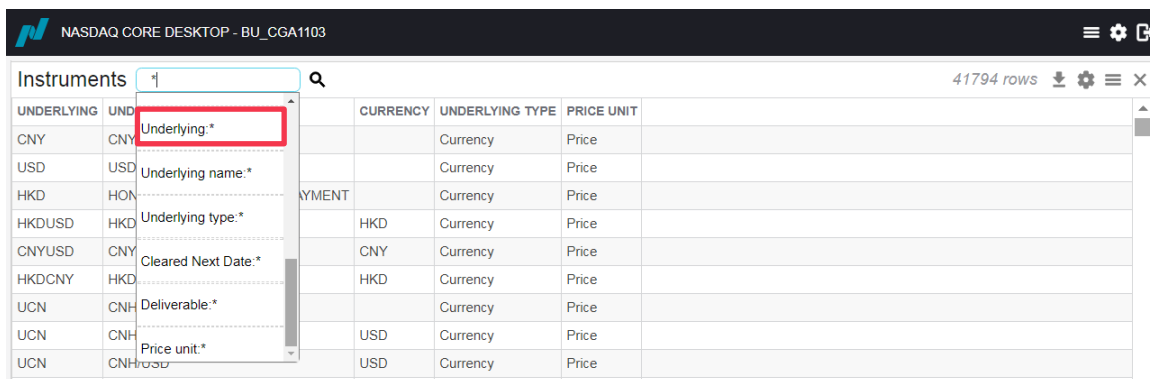 NASDAQ CORE DESKTOP - BU_CGA1103
Instruments * 41794 rows
UNDERLYING UND CURRENCY UNDERLYING TYPE PRICE UNIT
Underlying:*
Underlying name:*
Underlying type:*
Cleared Next Date:*
Deliverable:*
Price unit:*
CNY CNY Currency Price
USD USD Currency Price
HKD HON AYMENT Currency Price
HKDUSD HKD HKD Currency Price
CNYUSD CNY CNY Currency Price
HKDCNY HKD HKD Currency Price
UCN CNH Currency Price
UCN CNH USD Currency Price
UCN CNH/USD USD Currency Price